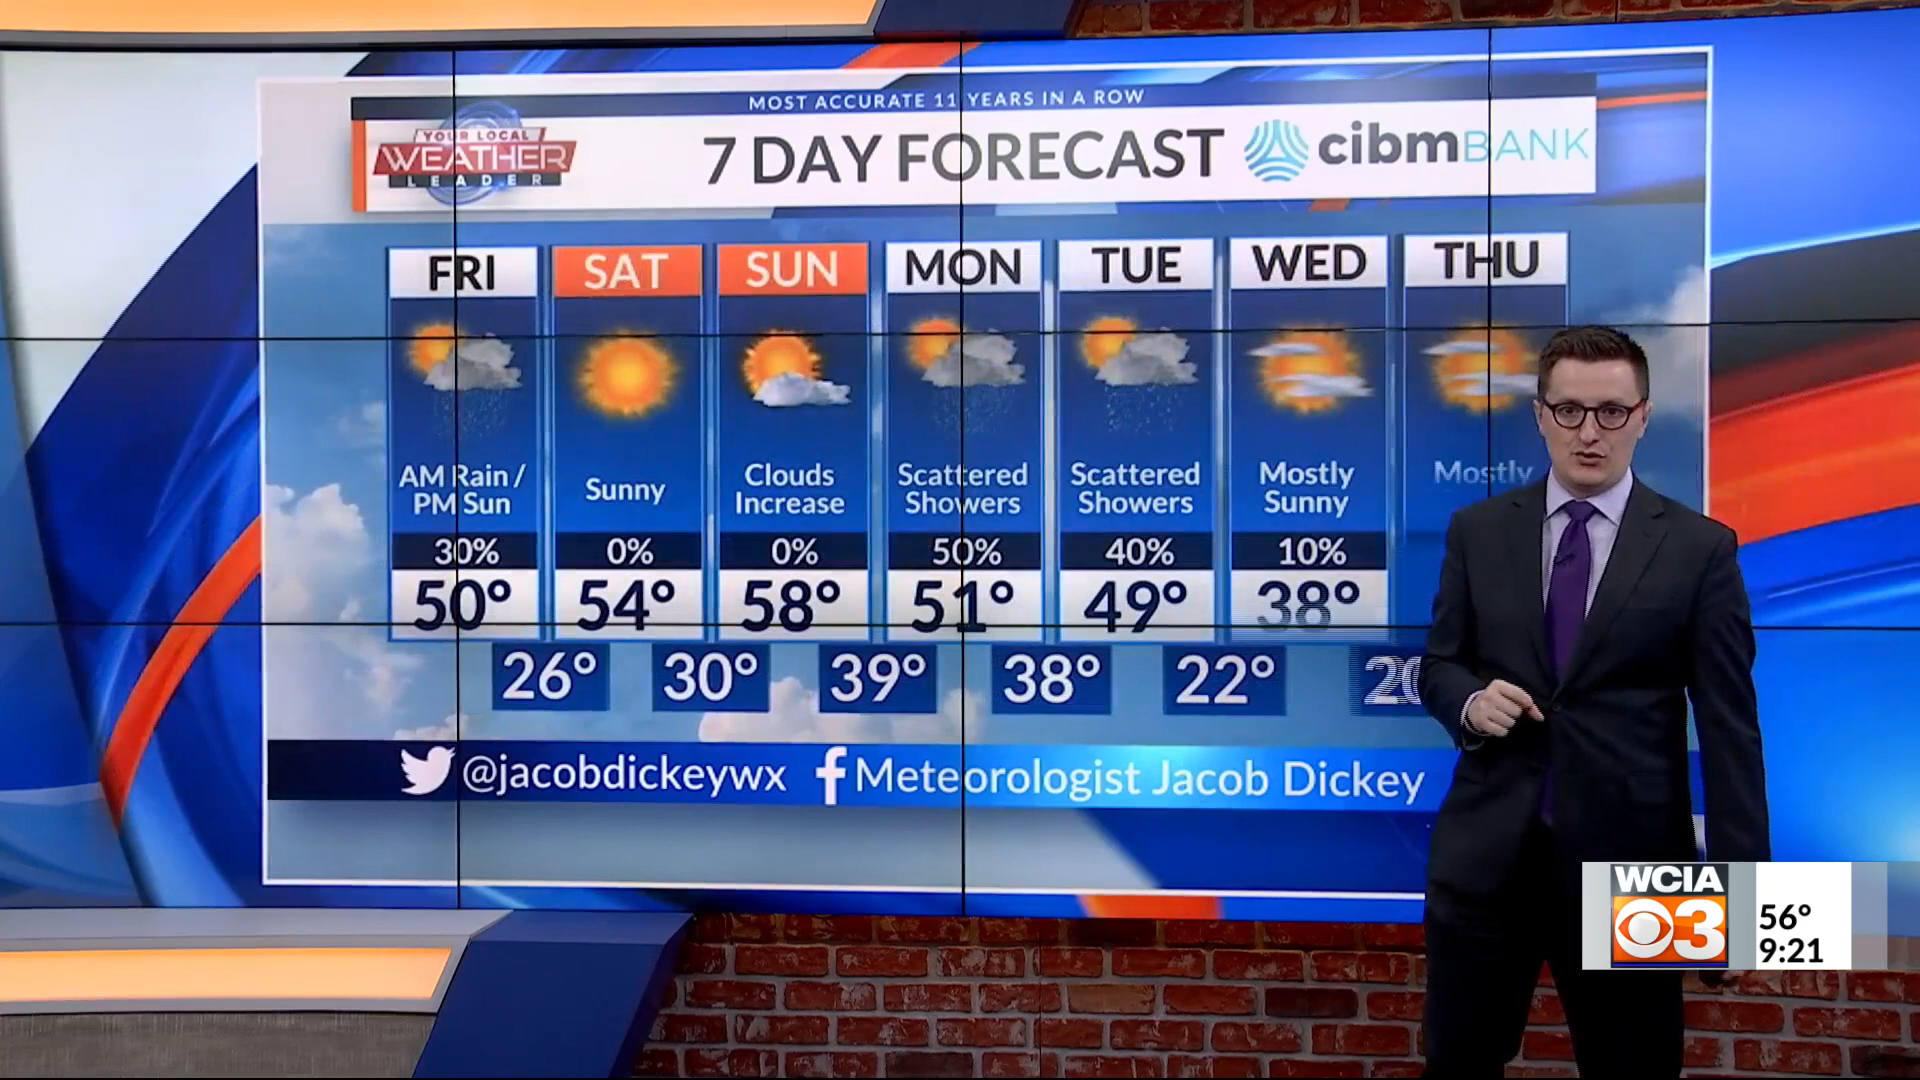 MOST ACCURATE 11 YEARS IN A ROW
YOUR LOCAL
WEATHER
LEADER
7 DAY FORECAST
cibmBANK
FRI SAT SUN MON TUE WED THU
AM Rain / PM Sun
Sunny
Clouds Increase
Scattered Showers
Scattered Showers
Mostly Sunny
Mostly
30% 0% 0% 50% 40% 10%
50° 54° 58° 51° 49° 38°
26° 30° 39° 38° 22° 20
@jacobdickeywx
Meteorologist Jacob Dickey
WCIA
3
56°
9:21